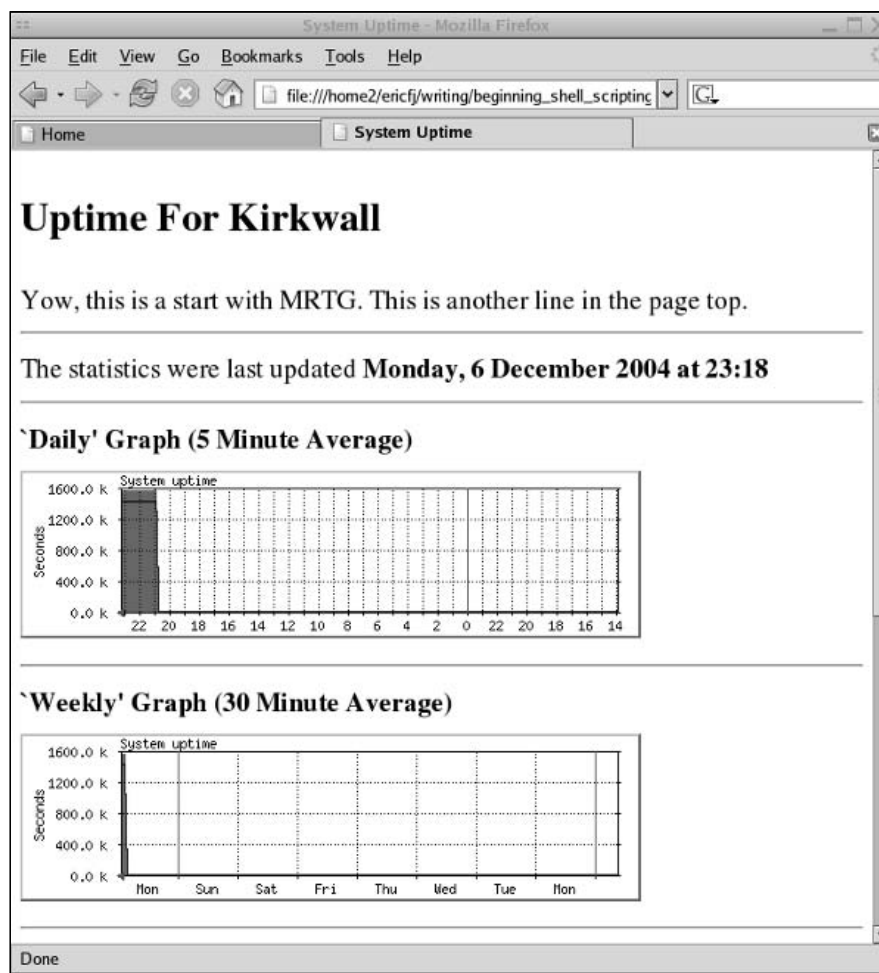 System Uptime - Mozilla Firefox
File Edit View Go Bookmarks Tools Help
file:///home2/ericfj/writing/beginning_shell_scripting
G
Home
System Uptime
Uptime For Kirkwall
Yow, this is a start with MRTG. This is another line in the page top.
The statistics were last updated Monday, 6 December 2004 at 23:18
`Daily' Graph (5 Minute Average)
System uptime
1600.0 k
1200.0 k
800.0 k
400.0 k
0.0 k
Seconds
22 20 18 16 14 12 10 8 6 4 2 0 22 20 18 16 14
`Weekly' Graph (30 Minute Average)
System uptime
1600.0 k
1200.0 k
800.0 k
400.0 k
0.0 k
Seconds
Mon Sun Sat Fri Thu Wed Tue Mon
Done